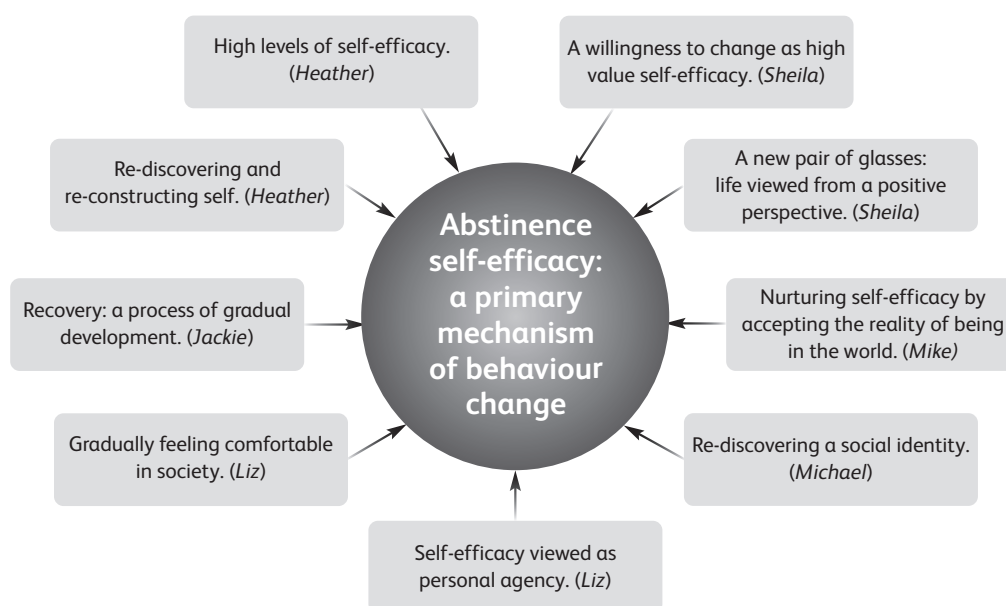 High levels of self-efficacy.
(Heather)
A willingness to change as high
value self-efficacy. (Sheila)
Re-discovering and
re-constructing self. (Heather)
A new pair of glasses:
life viewed from a positive
perspective. (Sheila)
Abstinence
self-efficacy:
a primary
mechanism
of behaviour
change
Recovery: a process of gradual
development. (Jackie)
Nurturing self-efficacy by
accepting the reality of being
in the world. (Mike)
Gradually feeling comfortable
in society. (Liz)
Re-discovering a social identity.
(Michael)
Self-efficacy viewed as
personal agency. (Liz)